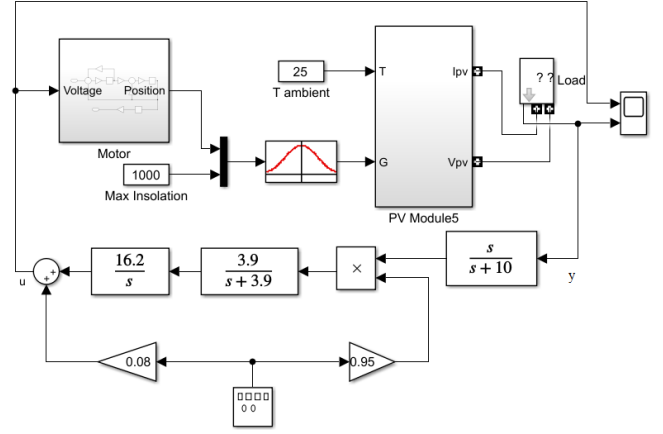 Voltage
Position
Motor
25
T ambient
T
Ipv
G
Vpv
PV Module5
? ?
Load
1000
Max Insolation
u
+
+
16.2
s
3.9
s + 3.9
×
s
s + 10
y
0.08
0.95
0 0